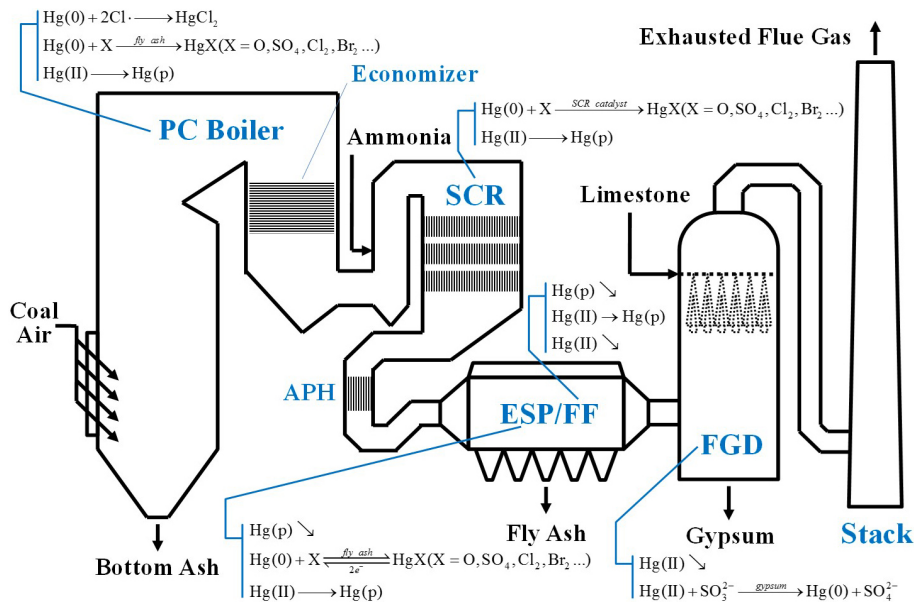 Hg(0) + 2Cl· ⟶ HgCl₂
Hg(0) + X —fly ash→ HgX(X = O, SO₄, Cl₂, Br₂ ...)
Hg(II) ⟶ Hg(p)
Economizer
PC Boiler
Ammonia
Hg(0) + X —SCR catalyst→ HgX(X = O, SO₄, Cl₂, Br₂ ...)
Hg(II) ⟶ Hg(p)
SCR
Exhausted Flue Gas
Limestone
Coal
Air
Hg(p) ↘
Hg(II) → Hg(p)
Hg(II) ↘
APH
ESP/FF
FGD
Bottom Ash
Fly Ash
Gypsum
Stack
Hg(p) ↘
Hg(0) + X ⇌ HgX(X = O, SO₄, Cl₂, Br₂ ...)
fly ash
2e⁻
Hg(II) ⟶ Hg(p)
Hg(II) ↘
Hg(II) + SO₃²⁻ —gypsum→ Hg(0) + SO₄²⁻